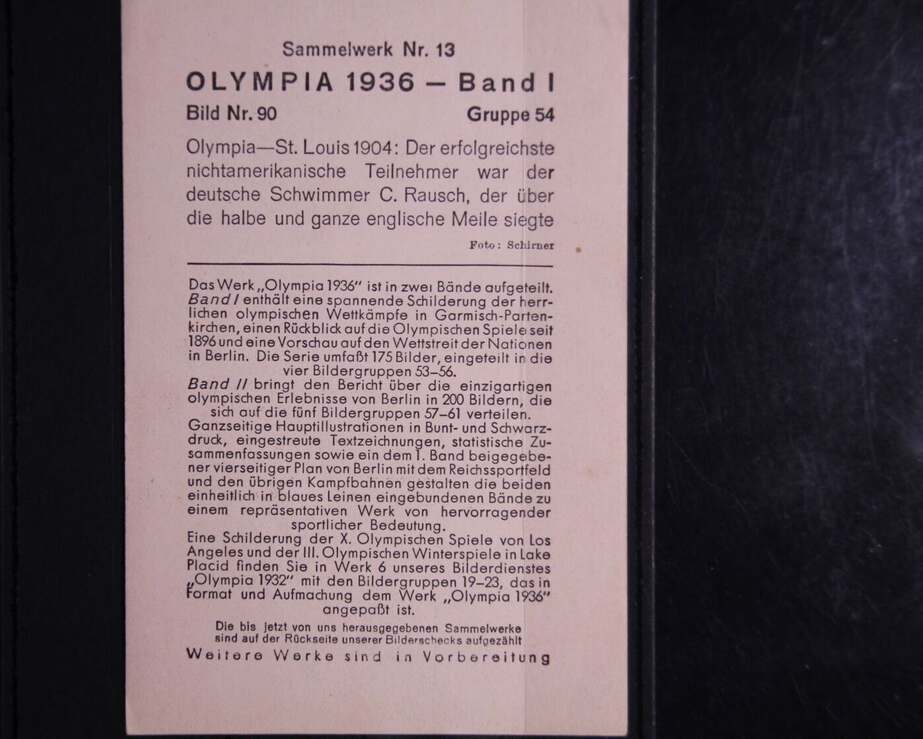 Sammelwerk Nr. 13
OLYMPIA 1936 — Band I
Bild Nr. 90 Gruppe 54
Olympia—St. Louis 1904: Der erfolgreichste
nichtamerikanische Teilnehmer war der
deutsche Schwimmer C. Rausch, der über
die halbe und ganze englische Meile siegte
Foto: Schirner
Das Werk „Olympia 1936“ ist in zwei Bände aufgeteilt.
Band I enthält eine spannende Schilderung der herr-
lichen olympischen Wettkämpfe in Garmisch-Parten-
kirchen, einen Rückblick auf die Olympischen Spiele seit
1896 und eine Vorschau auf den Wettstreit der Nationen
in Berlin. Die Serie umfaßt 175 Bilder, eingeteilt in die
vier Bildergruppen 53–56.
Band II bringt den Bericht über die einzigartigen
olympischen Erlebnisse von Berlin in 200 Bildern, die
sich auf die fünf Bildergruppen 57–61 verteilen.
Ganzseitige Hauptillustrationen in Bunt- und Schwarz-
druck, eingestreute Textzeichnungen, statistische Zu-
sammenfassungen sowie ein dem 1. Band beigegebe-
ner vierseitiger Plan von Berlin mit dem Reichssportfeld
und den übrigen Kampfbahnen gestalten die beiden
einheitlich in blaues Leinen eingebundenen Bände zu
einem repräsentativen Werk von hervorragender
sportlicher Bedeutung.
Eine Schilderung der X. Olympischen Spiele von Los
Angeles und der III. Olympischen Winterspiele in Lake
Placid finden Sie in Werk 6 unseres Bilderdienstes
„Olympia 1932“ mit den Bildergruppen 19–23, das in
Format und Aufmachung dem Werk „Olympia 1936“
angepaßt ist.
Die bis jetzt von uns herausgegebenen Sammelwerke
sind auf der Rückseite unserer Bilderschecks aufgezählt
Weitere Werke sind in Vorbereitung